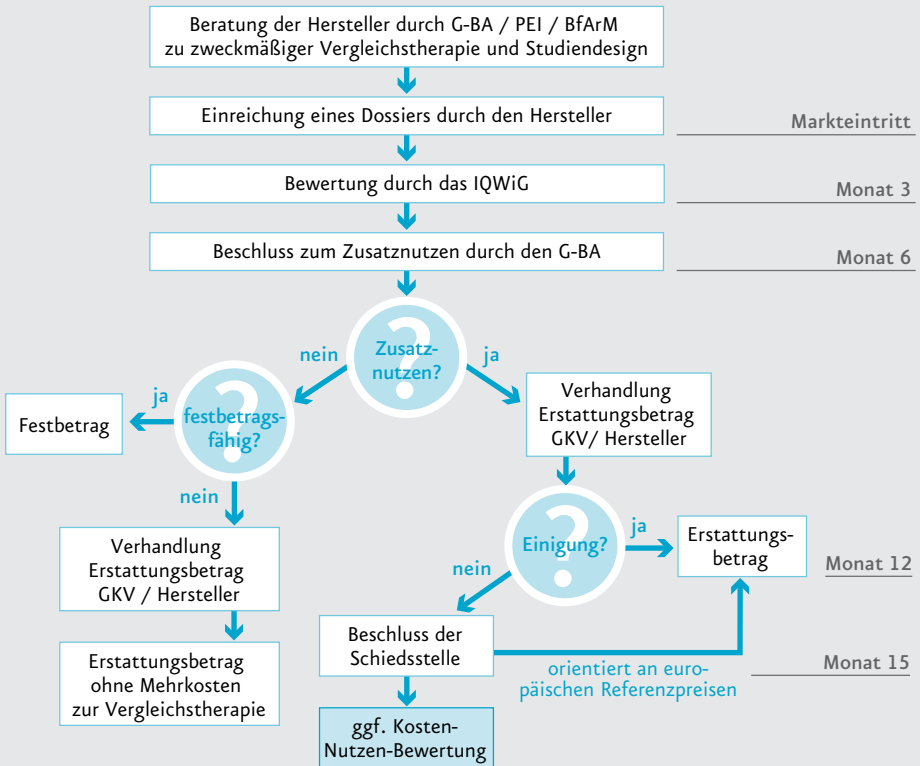 Beratung der Hersteller durch G-BA / PEI / BfArM
zu zweckmäßiger Vergleichstherapie und Studiendesign
Einreichung eines Dossiers durch den Hersteller
Markteintritt
Bewertung durch das IQWiG
Monat 3
Beschluss zum Zusatznutzen durch den G-BA
Monat 6
?
Zusatz-
nutzen?
nein
ja
?
festbetrags-
fähig?
ja
Festbetrag
nein
Verhandlung
Erstattungsbetrag
GKV/ Hersteller
?
Einigung?
ja
Erstattungs-
betrag
Monat 12
nein
Verhandlung
Erstattungsbetrag
GKV / Hersteller
Beschluss der
Schiedsstelle
orientiert an euro-
päischen Referenzpreisen
Monat 15
Erstattungsbetrag
ohne Mehrkosten
zur Vergleichstherapie
ggf. Kosten-
Nutzen-Bewertung